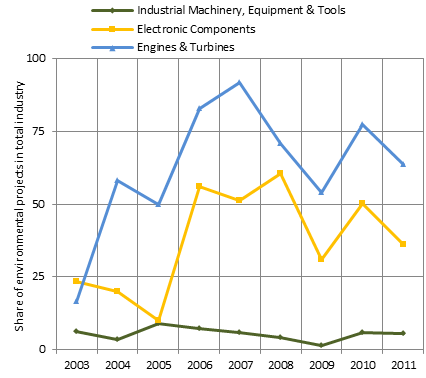 Industrial Machinery, Equipment & Tools
Electronic Components
Engines & Turbines
Share of environmental projects in total industry
100
75
50
25
0
2003 2004 2005 2006 2007 2008 2009 2010 2011